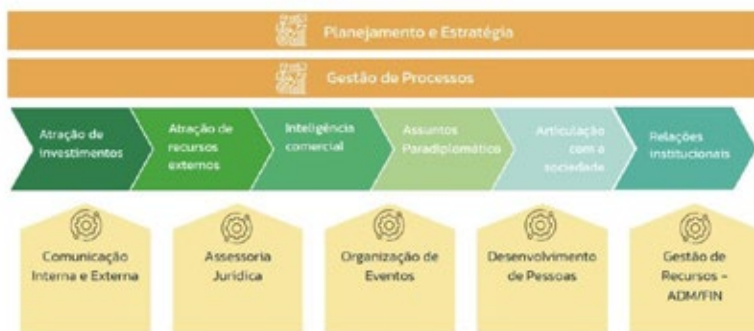 Planejamento e Estratégia
Gestão de Processos
Atração de
investimentos
Atração de
recursos
externos
Inteligência
comercial
Assuntos
Paradiplomático
Articulação
com a
sociedade
Relações
institucionais
Comunicação
Interna e Externa
Assessoria
Jurídica
Organização de
Eventos
Desenvolvimento
de Pessoas
Gestão de
Recursos -
ADM/FIN